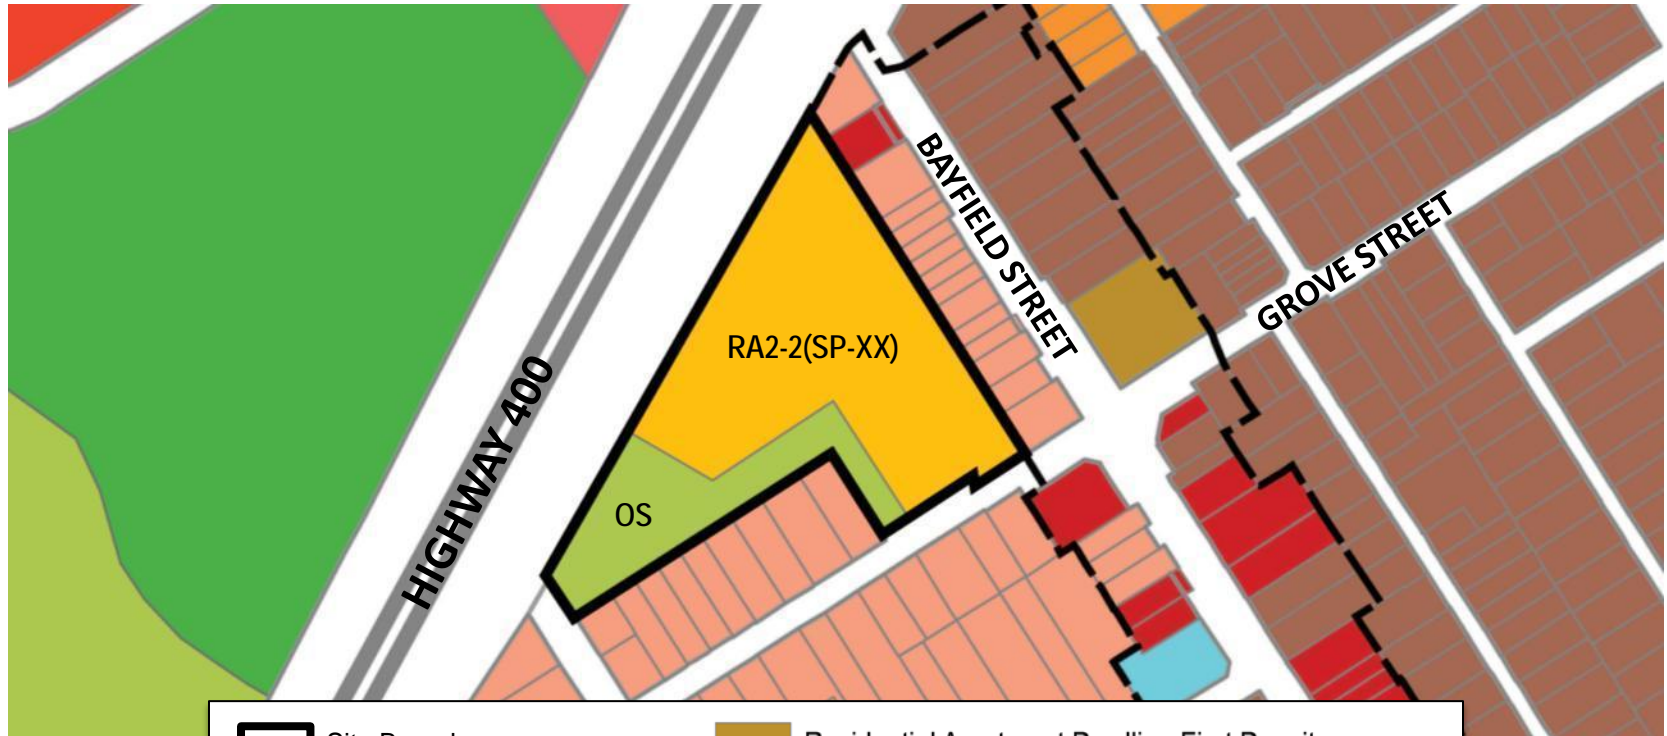 BAYFIELD STREET
GROVE STREET
RA2-2(SP-XX)
HIGHWAY 400
OS